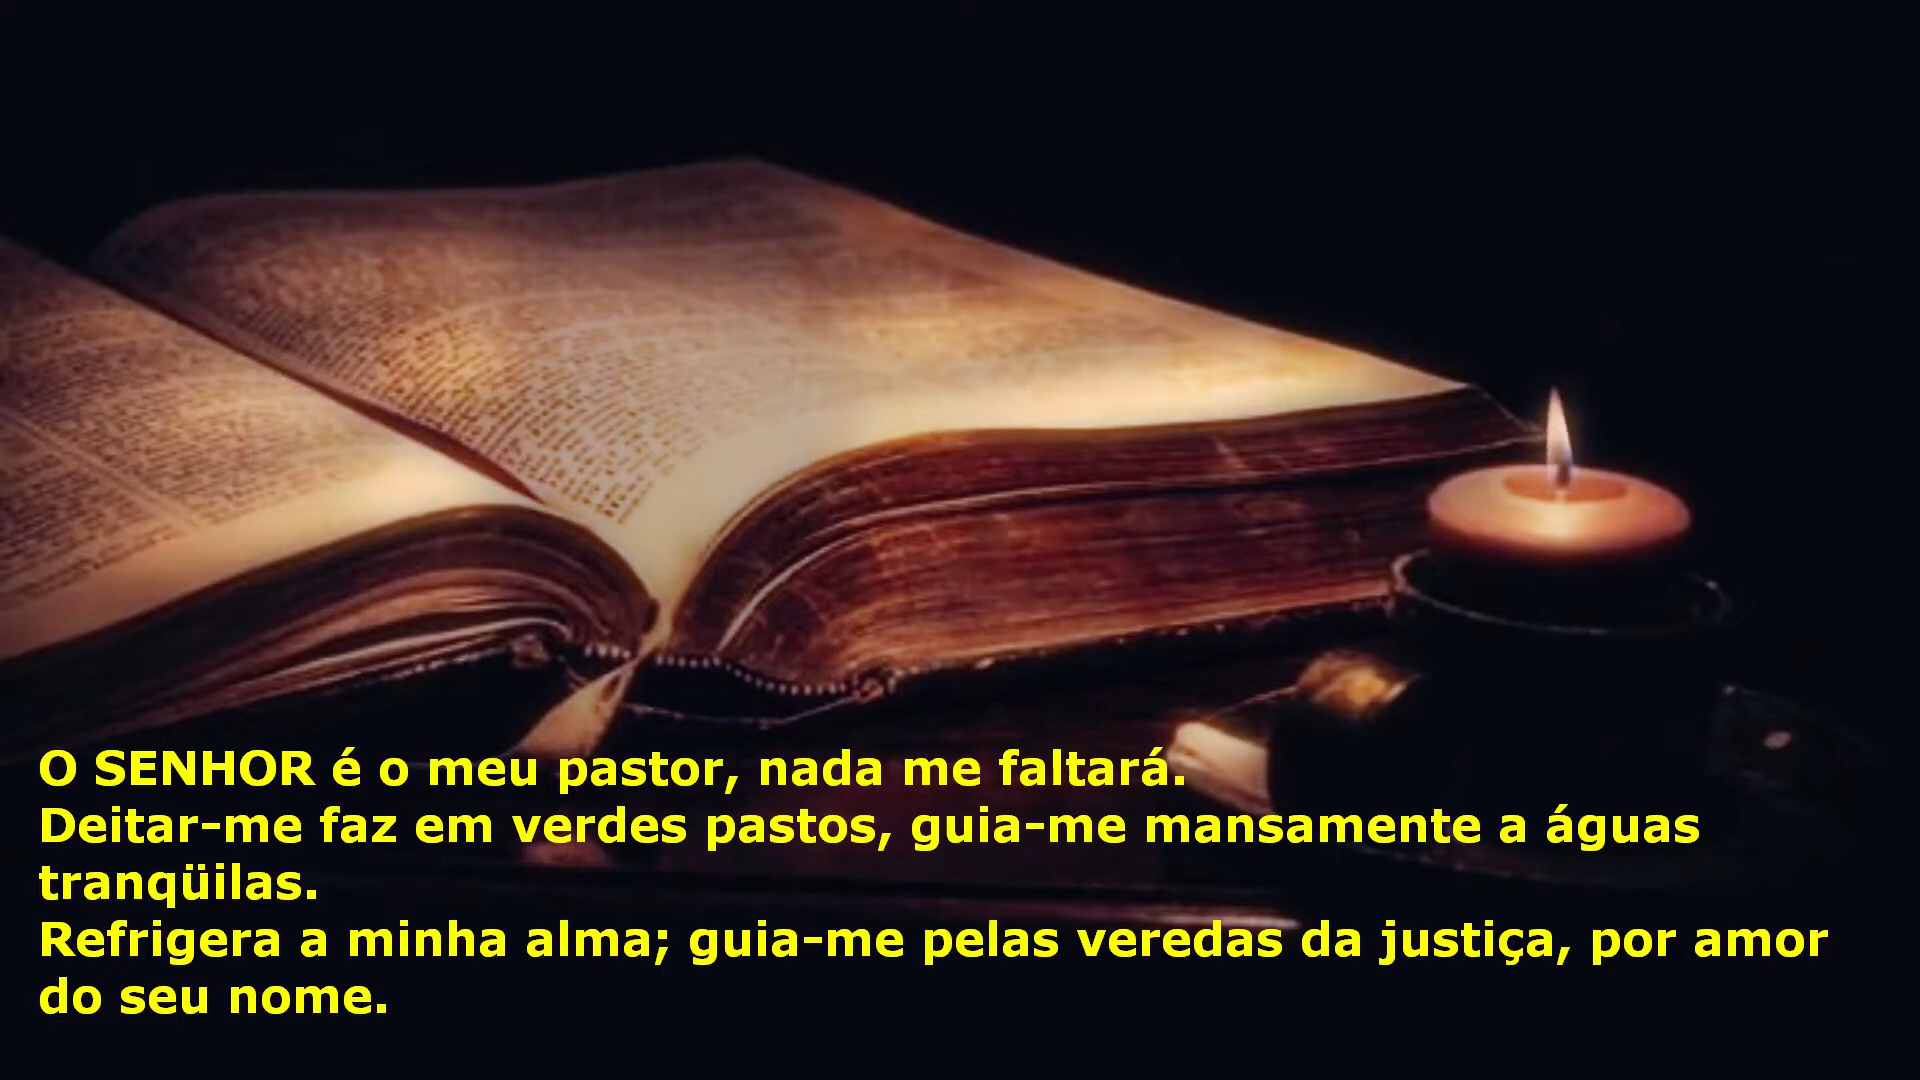 O SENHOR é o meu pastor, nada me faltará.
Deitar-me faz em verdes pastos, guia-me mansamente a águas
tranqüilas.
Refrigera a minha alma; guia-me pelas veredas da justiça, por amor
do seu nome.